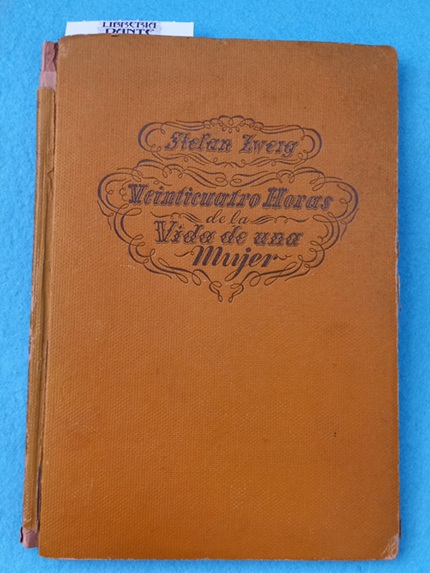 LIBRERIA
DANTE
Stefan Zweig
Veinticuatro Horas
de la
Vida de una
Mujer